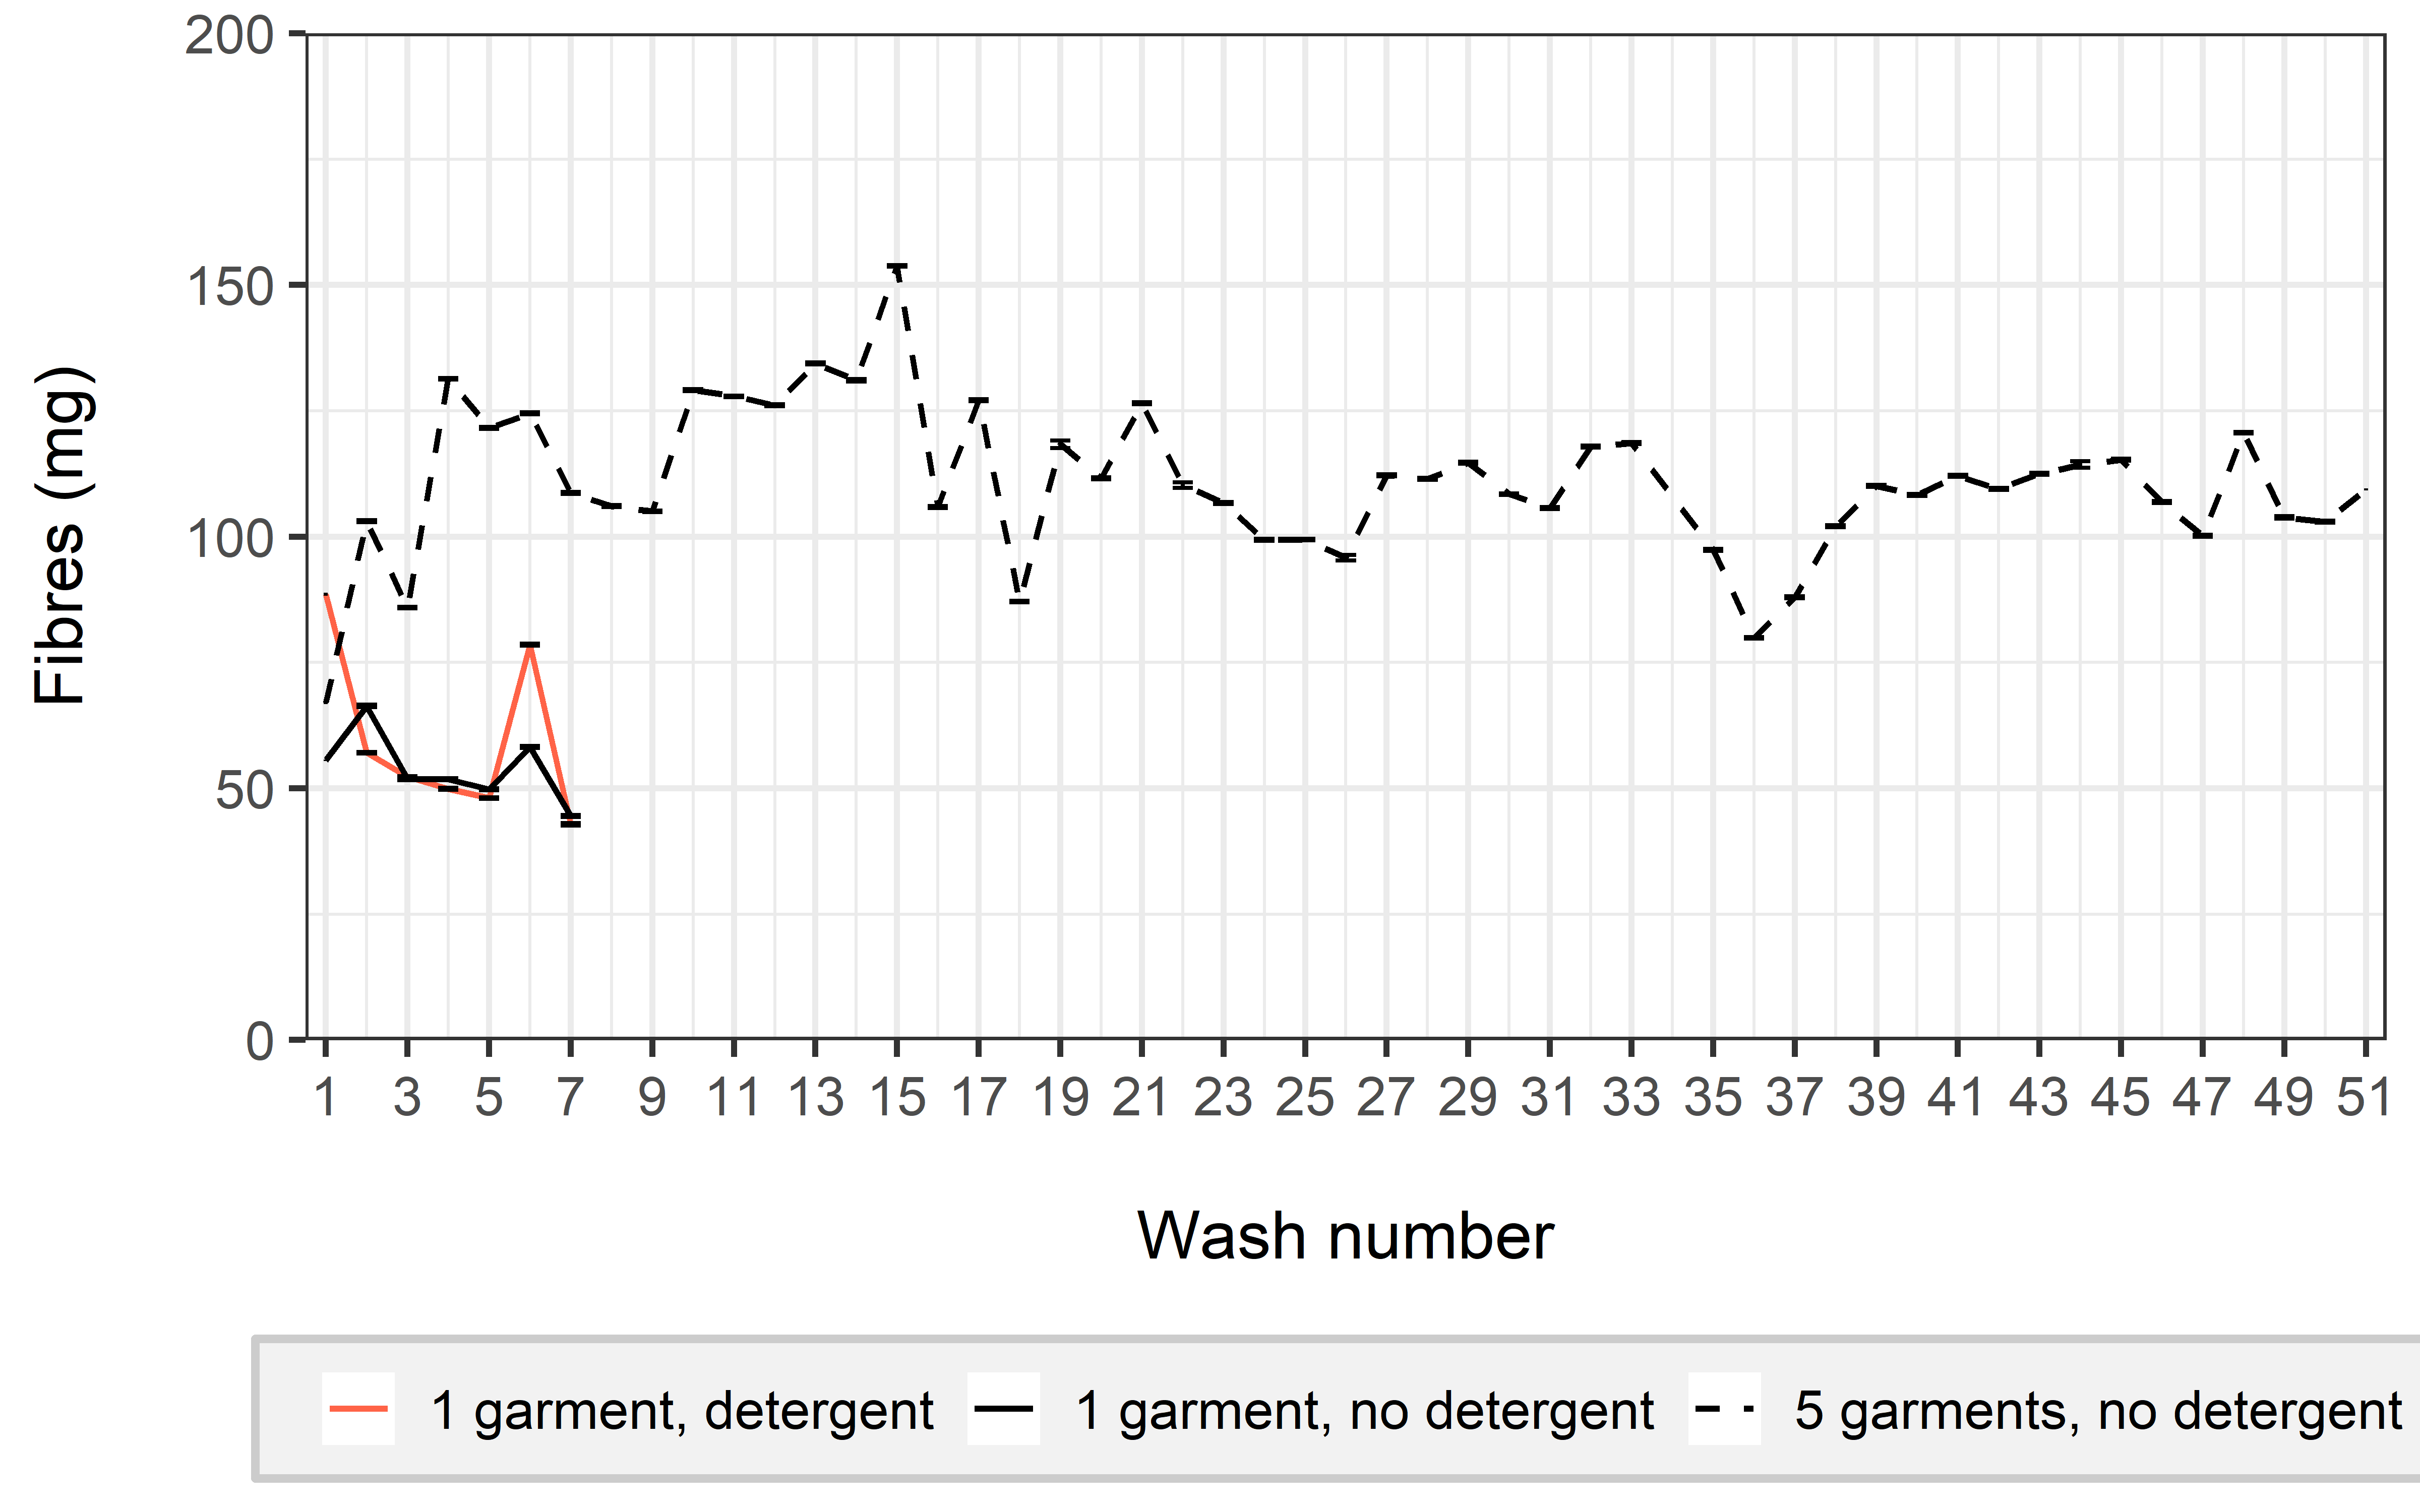 200
150
100
50
0
Fibres (mg)
1 3 5 7 9 11 13 15 17 19 21 23 25 27 29 31 33 35 37 39 41 43 45 47 49 51
Wash number
1 garment, detergent 1 garment, no detergent 5 garments, no detergent